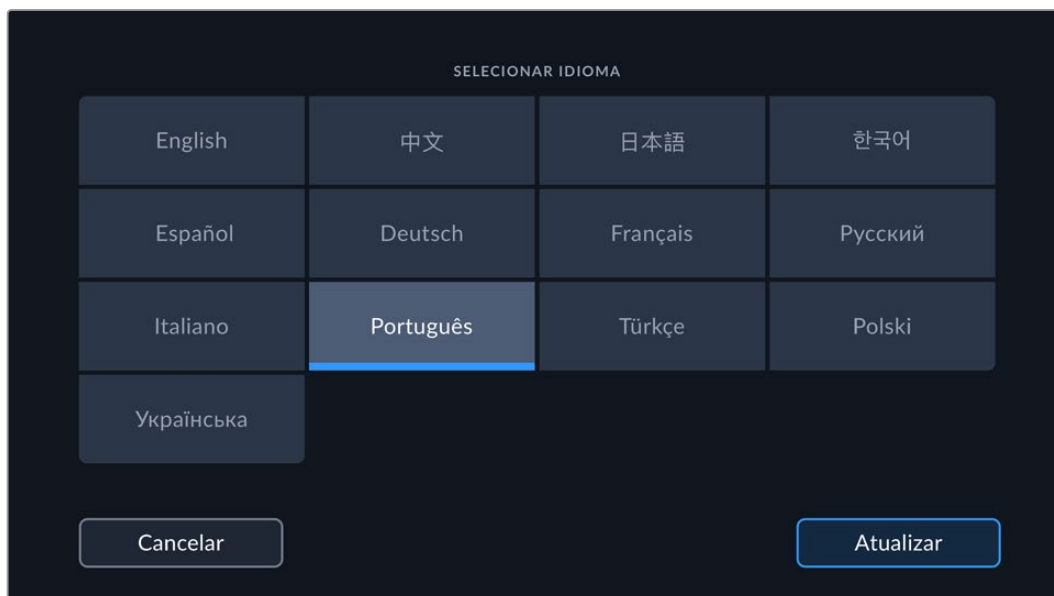 SELECIONAR IDIOMA
English 中文 日本語 한국어
Español Deutsch Français Русский
Italiano Português Türkçe Polski
Українська
Cancelar Atualizar